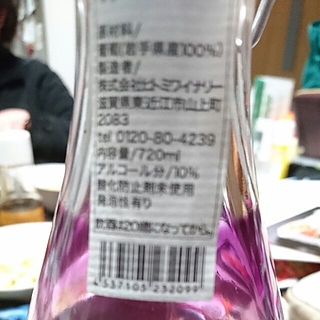 原材料/
葡萄(岩手県産100%)
製造者/
株式会社ヒトミワイナリー
滋賀県東近江市山上町
2083
tel 0120-80-4239
内容量/720ml
アルコール分/10%
酸化防止剤未使用
発泡性有り
飲酒は20歳になってから。
4 537505 232099